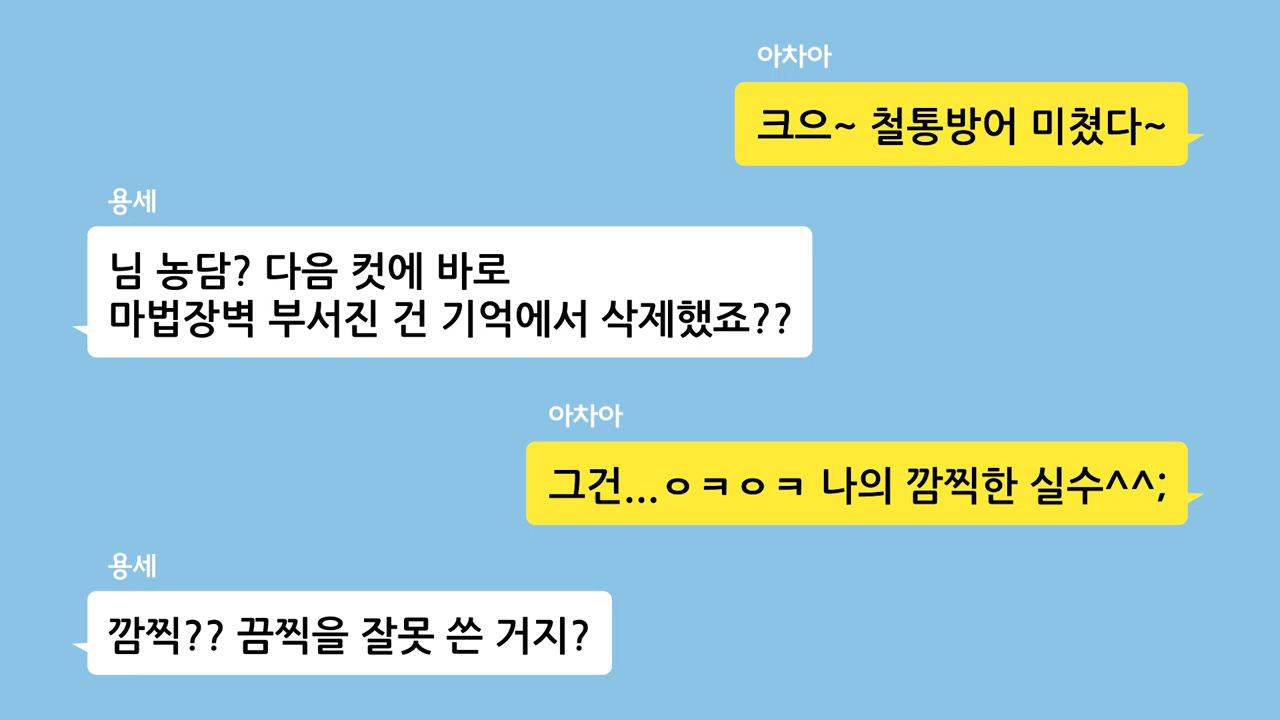 아차아
크으~ 철통방어 미쳤다~
용세
님 농담? 다음 컷에 바로
마법장벽 부서진 건 기억에서 삭제했죠??
아차아
그건...ㅇㅋㅇㅋ 나의 깜찍한 실수^^;
용세
깜찍?? 끔찍을 잘못 쓴 거지?